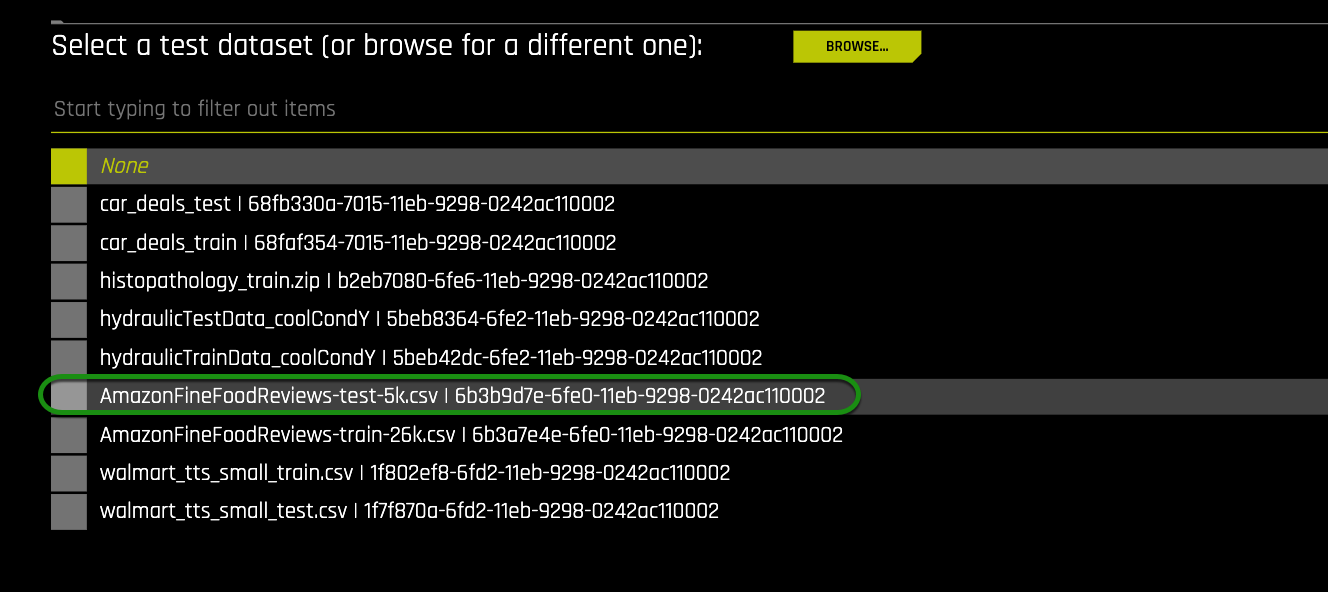 Select a test dataset (or browse for a different one):
BROWSE...
Start typing to filter out items
None
car_deals_test | 68fb330a-7015-11eb-9298-0242ac110002
car_deals_train | 68faf354-7015-11eb-9298-0242ac110002
histopathology_train.zip | b2eb7080-6fe6-11eb-9298-0242ac110002
hydraulicTestData_coolCondY | 5beb8364-6fe2-11eb-9298-0242ac110002
hydraulicTrainData_coolCondY | 5beb42dc-6fe2-11eb-9298-0242ac110002
AmazonFineFoodReviews-test-5k.csv | 6b3b9d7e-6fe0-11eb-9298-0242ac110002
AmazonFineFoodReviews-train-26k.csv | 6b3a7e4e-6fe0-11eb-9298-0242ac110002
walmart_tts_small_train.csv | 1f802ef8-6fd2-11eb-9298-0242ac110002
walmart_tts_small_test.csv | 1f7f870a-6fd2-11eb-9298-0242ac110002